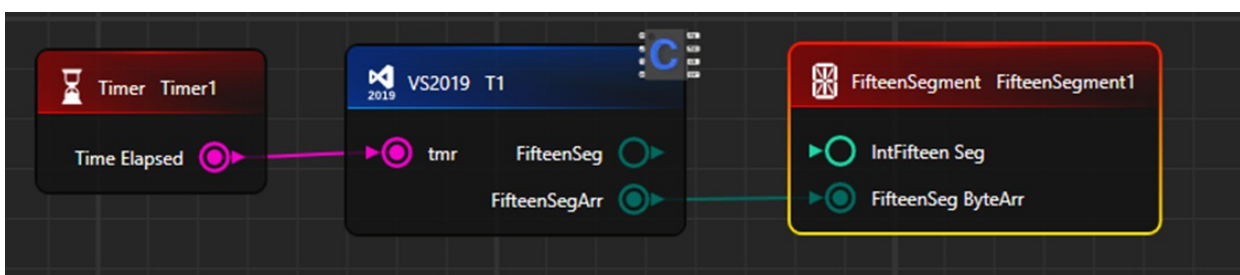 Timer Timer1
Time Elapsed
2019
VS2019 T1
C
tmr
FifteenSeg
FifteenSegArr
FifteenSegment FifteenSegment1
IntFifteen Seg
FifteenSeg ByteArr